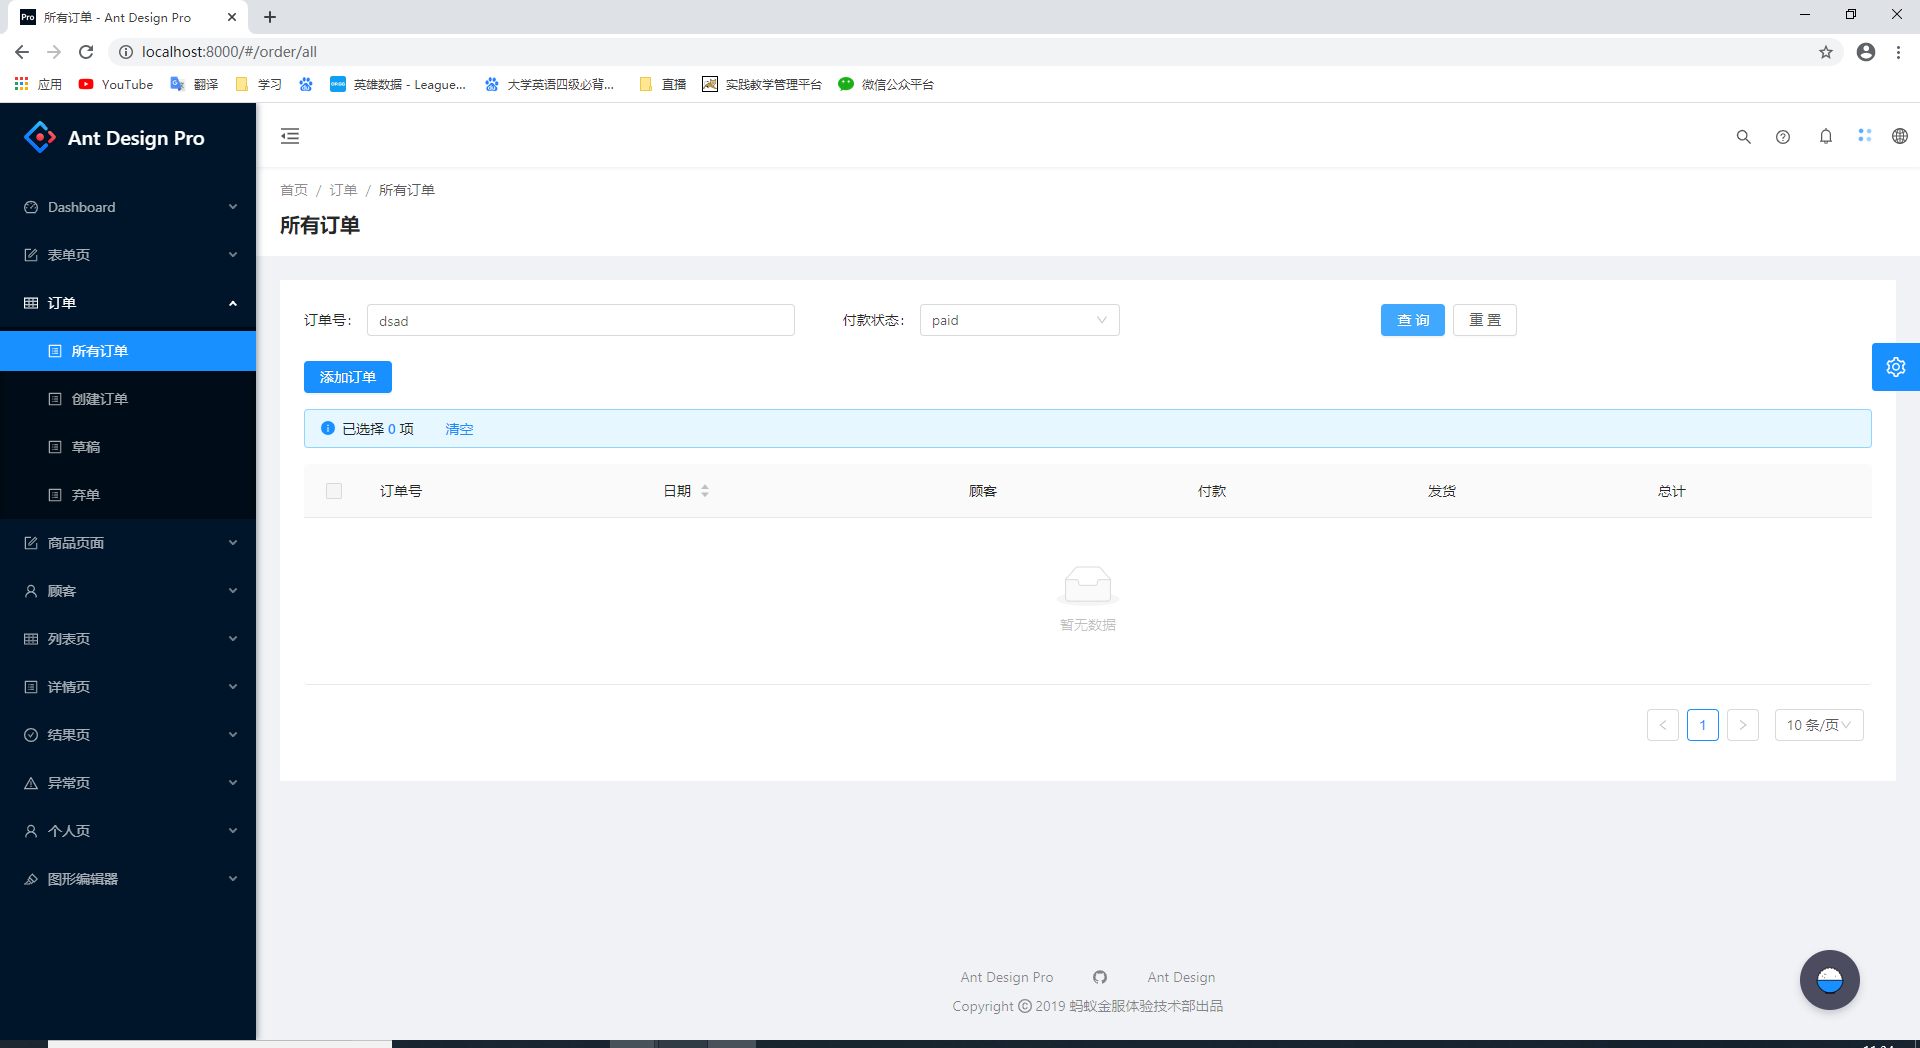 所有订单 - Ant Design Pro
localhost:8000/#/order/all
应用 YouTube 翻译 学习 英雄数据 - League... 大学英语四级必背... 直播 实践教学管理平台 微信公众平台
Ant Design Pro
Dashboard
表单页
订单
所有订单
创建订单
草稿
弃单
商品页面
顾客
列表页
详情页
结果页
异常页
个人页
图形编辑器
首页 / 订单 / 所有订单
所有订单
订单号： dsad 付款状态： paid 查 询 重 置
添加订单
已选择 0 项 清空
订单号 日期 顾客 付款 发货 总计
暂无数据
1 10 条/页
Ant Design Pro Ant Design
Copyright © 2019 蚂蚁金服体验技术部出品